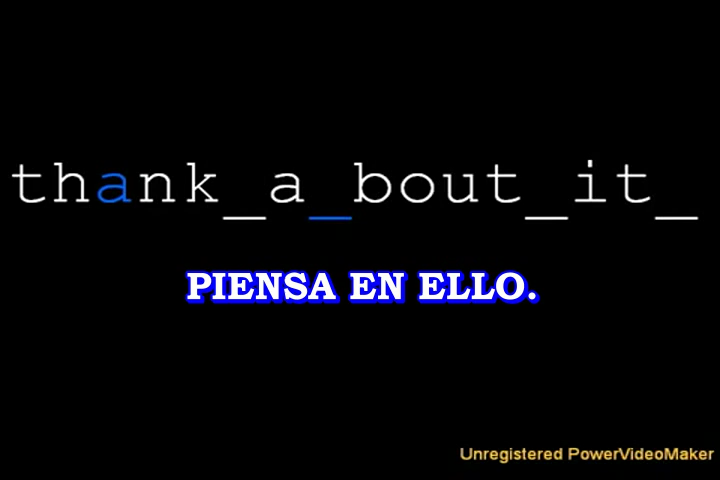 thank_a_bout_it_
PIENSA EN ELLO.
Unregistered PowerVideoMaker